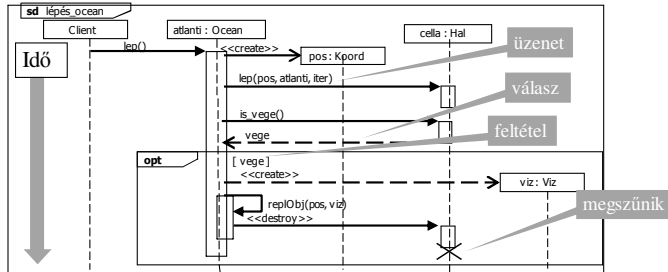 sd lépés_ocean
Client
atlanti : Ocean
cella : Hal
Idő
lep()
<<create>>
pos : Koord
üzenet
lep(pos, atlanti, iter)
válasz
is_vege()
vege
feltétel
opt
[ vege ]
<<create>>
viz : Viz
replObj(pos, viz)
<<destroy>>
megszűnik